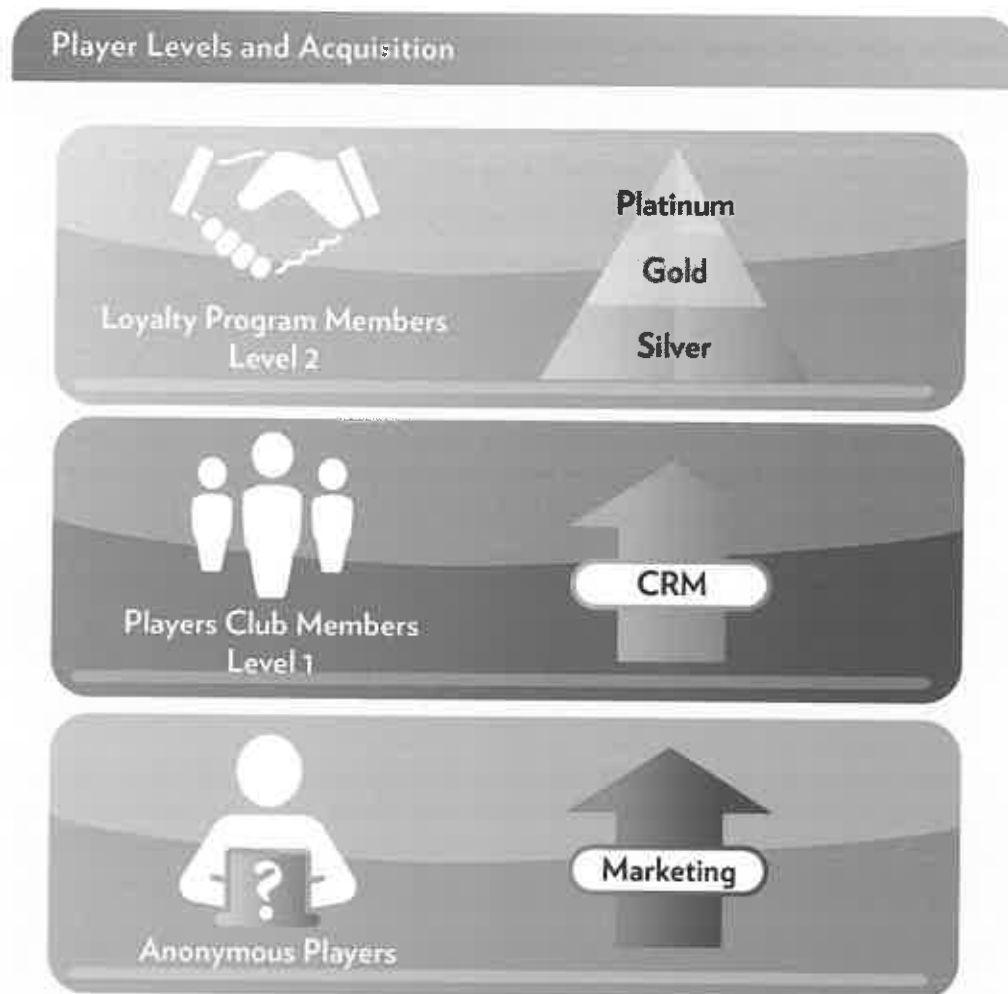 Player Levels and Acquisition
Platinum
Gold
Silver
Loyalty Program Members
Level 2
CRM
Players Club Members
Level 1
Marketing
?
Anonymous Players